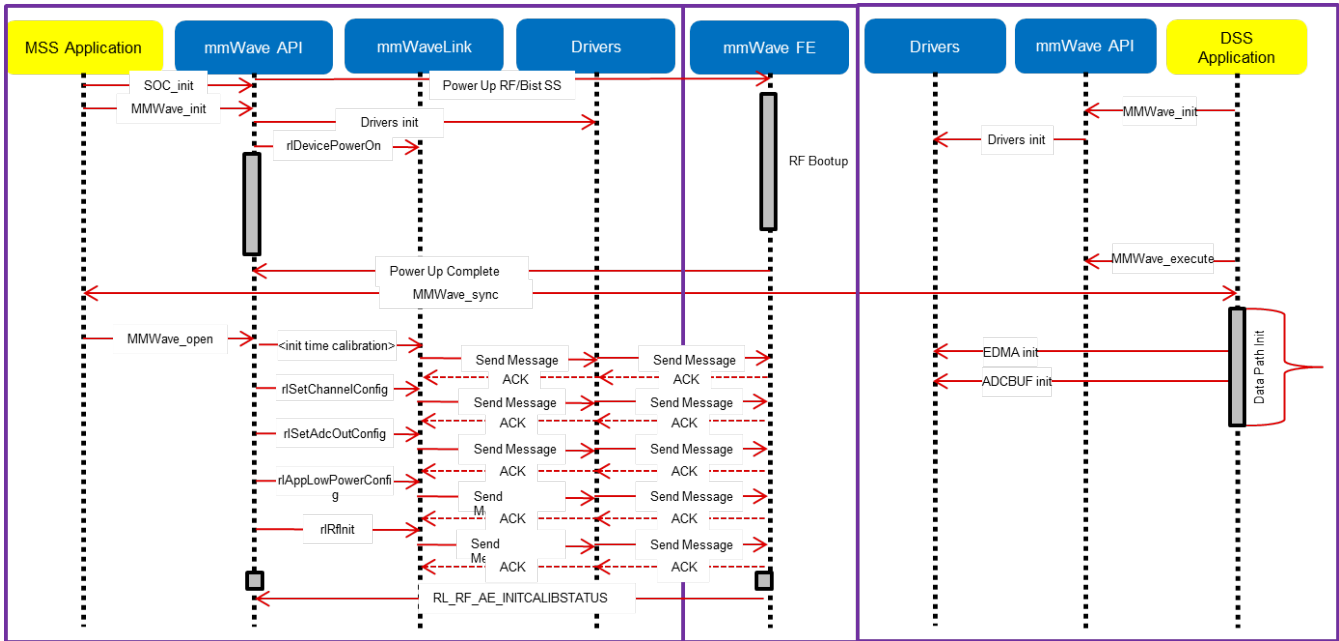 MSS Application
mmWave API
mmWaveLink
Drivers
mmWave FE
Drivers
mmWave API
DSS
Application
SOC_init
Power Up RF/Bist SS
MMWave_init
MMWave_init
Drivers init
Drivers init
rlDevicePowerOn
RF Bootup
MMWave_execute
Power Up Complete
MMWave_sync
MMWave_open
<init time calibration>
Send Message
Send Message
EDMA init
Data Path Init
ACK
ACK
ADCBUF init
rlSetChannelConfig
Send Message
Send Message
ACK
ACK
rlSetAdcOutConfig
Send Message
Send Message
ACK
ACK
rlAppLowPowerConfi
g
Send
Send Message
ACK
ACK
rlRfInit
Send
Send Message
ACK
ACK
RL_RF_AE_INITCALIBSTATUS